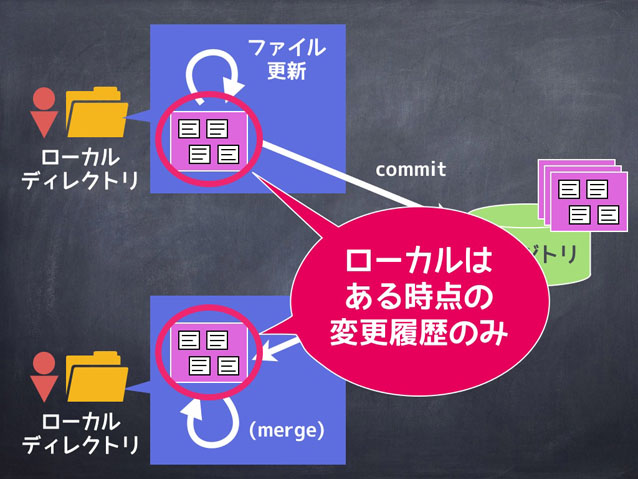 ファイル
更新
ローカル
ディレクトリ
commit
ローカルは
ある時点の
変更履歴のみ
トリ
ローカル
ディレクトリ
(merge)